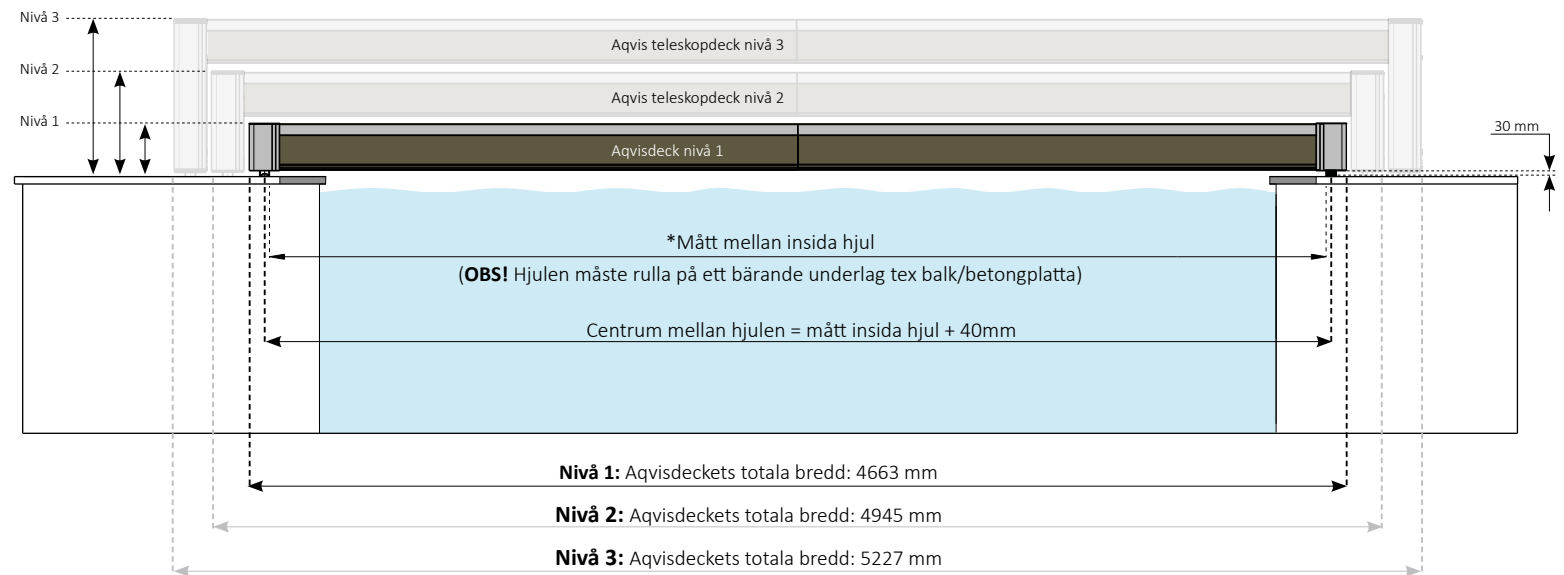 Nivå 3
Aqvis teleskopdeck nivå 3
Nivå 2
Aqvis teleskopdeck nivå 2
Nivå 1
Aqvisdeck nivå 1
30 mm
*Mått mellan insida hjul
(OBS! Hjulen måste rulla på ett bärande underlag tex balk/betongplatta)
Centrum mellan hjulen = mått insida hjul + 40mm
Nivå 1: Aqvisdeckets totala bredd: 4663 mm
Nivå 2: Aqvisdeckets totala bredd: 4945 mm
Nivå 3: Aqvisdeckets totala bredd: 5227 mm